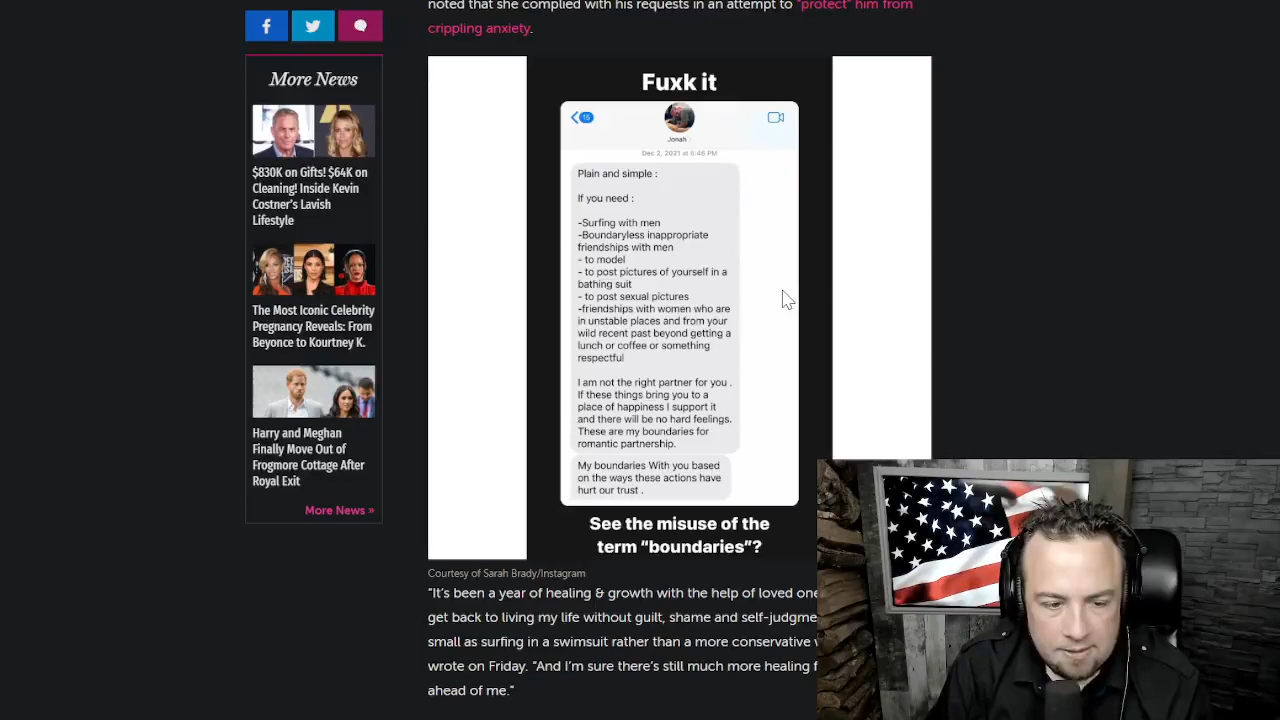 noted that she complied with his requests in an attempt to "protect" him from
crippling anxiety.
More News
$830K on Gifts! $64K on
Cleaning! Inside Kevin
Costner's Lavish
Lifestyle
The Most Iconic Celebrity
Pregnancy Reveals: From
Beyonce to Kourtney K.
Harry and Meghan
Finally Move Out of
Frogmore Cottage After
Royal Exit
More News »
Fuxk it
15
Jonah
Dec 2, 2021 at 6:46 PM
Plain and simple :
If you need :
-Surfing with men
-Boundaryless inappropriate
friendships with men
- to model
- to post pictures of yourself in a
bathing suit
- to post sexual pictures
-friendships with women who are
in unstable places and from your
wild recent past beyond getting a
lunch or coffee or something
respectful
I am not the right partner for you .
If these things bring you to a
place of happiness I support it
and there will be no hard feelings.
These are my boundaries for
romantic partnership.
My boundaries With you based
on the ways these actions have
hurt our trust .
See the misuse of the
term "boundaries"?
Courtesy of Sarah Brady/Instagram
"It's been a year of healing & growth with the help of loved
get back to living my life without guilt, shame and
small as surfing in a swimsuit rather than a more conservative
wrote on Friday. "And I'm sure there's still much more healing
ahead of me."